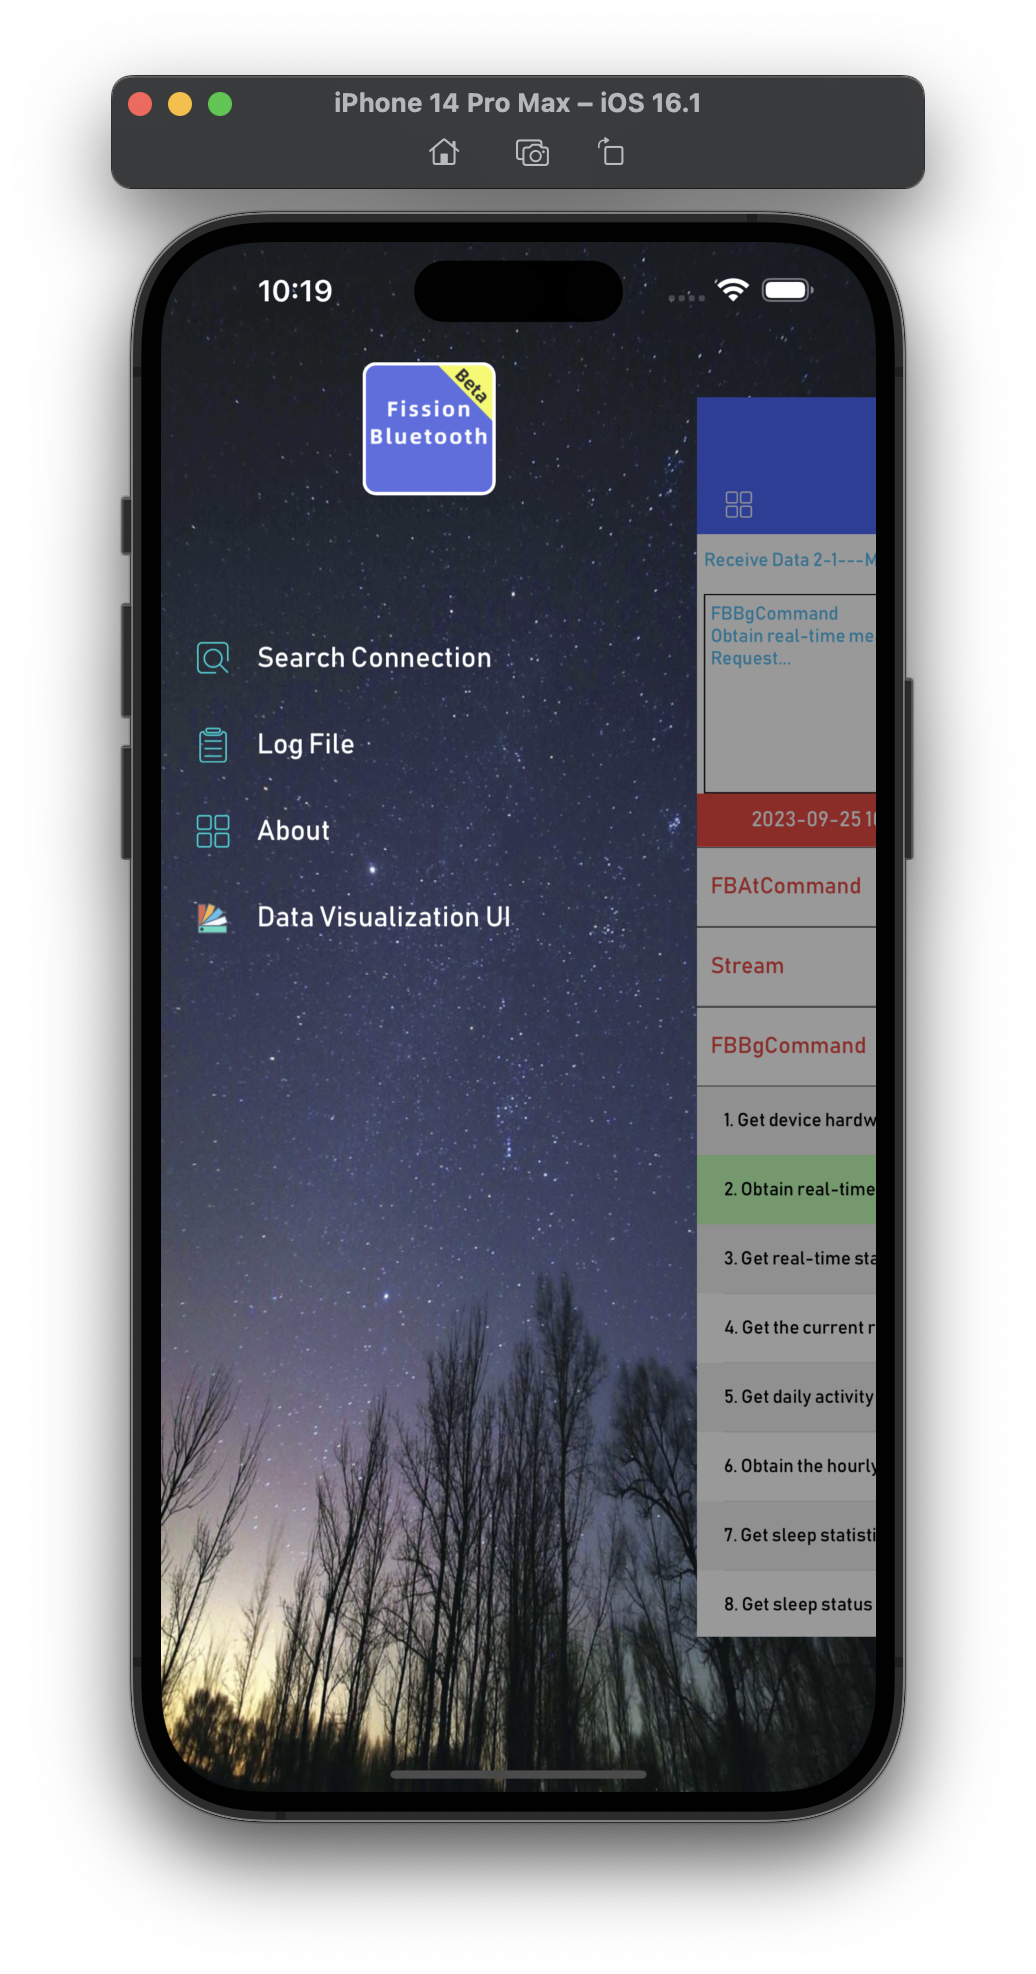 iPhone 14 Pro Max – iOS 16.1
10:19
Beta
Fission
Bluetooth
Search Connection
Log File
About
Data Visualization UI
Receive Data 2-1---M
FBBgCommand
Obtain real-time me
Request...
2023-09-25 1
FBAtCommand
Stream
FBBgCommand
1. Get device hardw
2. Obtain real-time
3. Get real-time sta
4. Get the current r
5. Get daily activity
6. Obtain the hourly
7. Get sleep statisti
8. Get sleep status